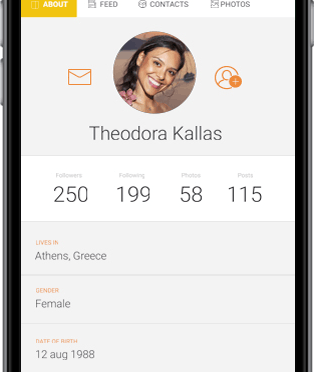 ABOUT FEED CONTACTS PHOTOS
Theodora Kallas
Followers Following Photos Posts
250 199 58 115
LIVES IN
Athens, Greece
GENDER
Female
DATE OF BIRTH
12 aug 1988